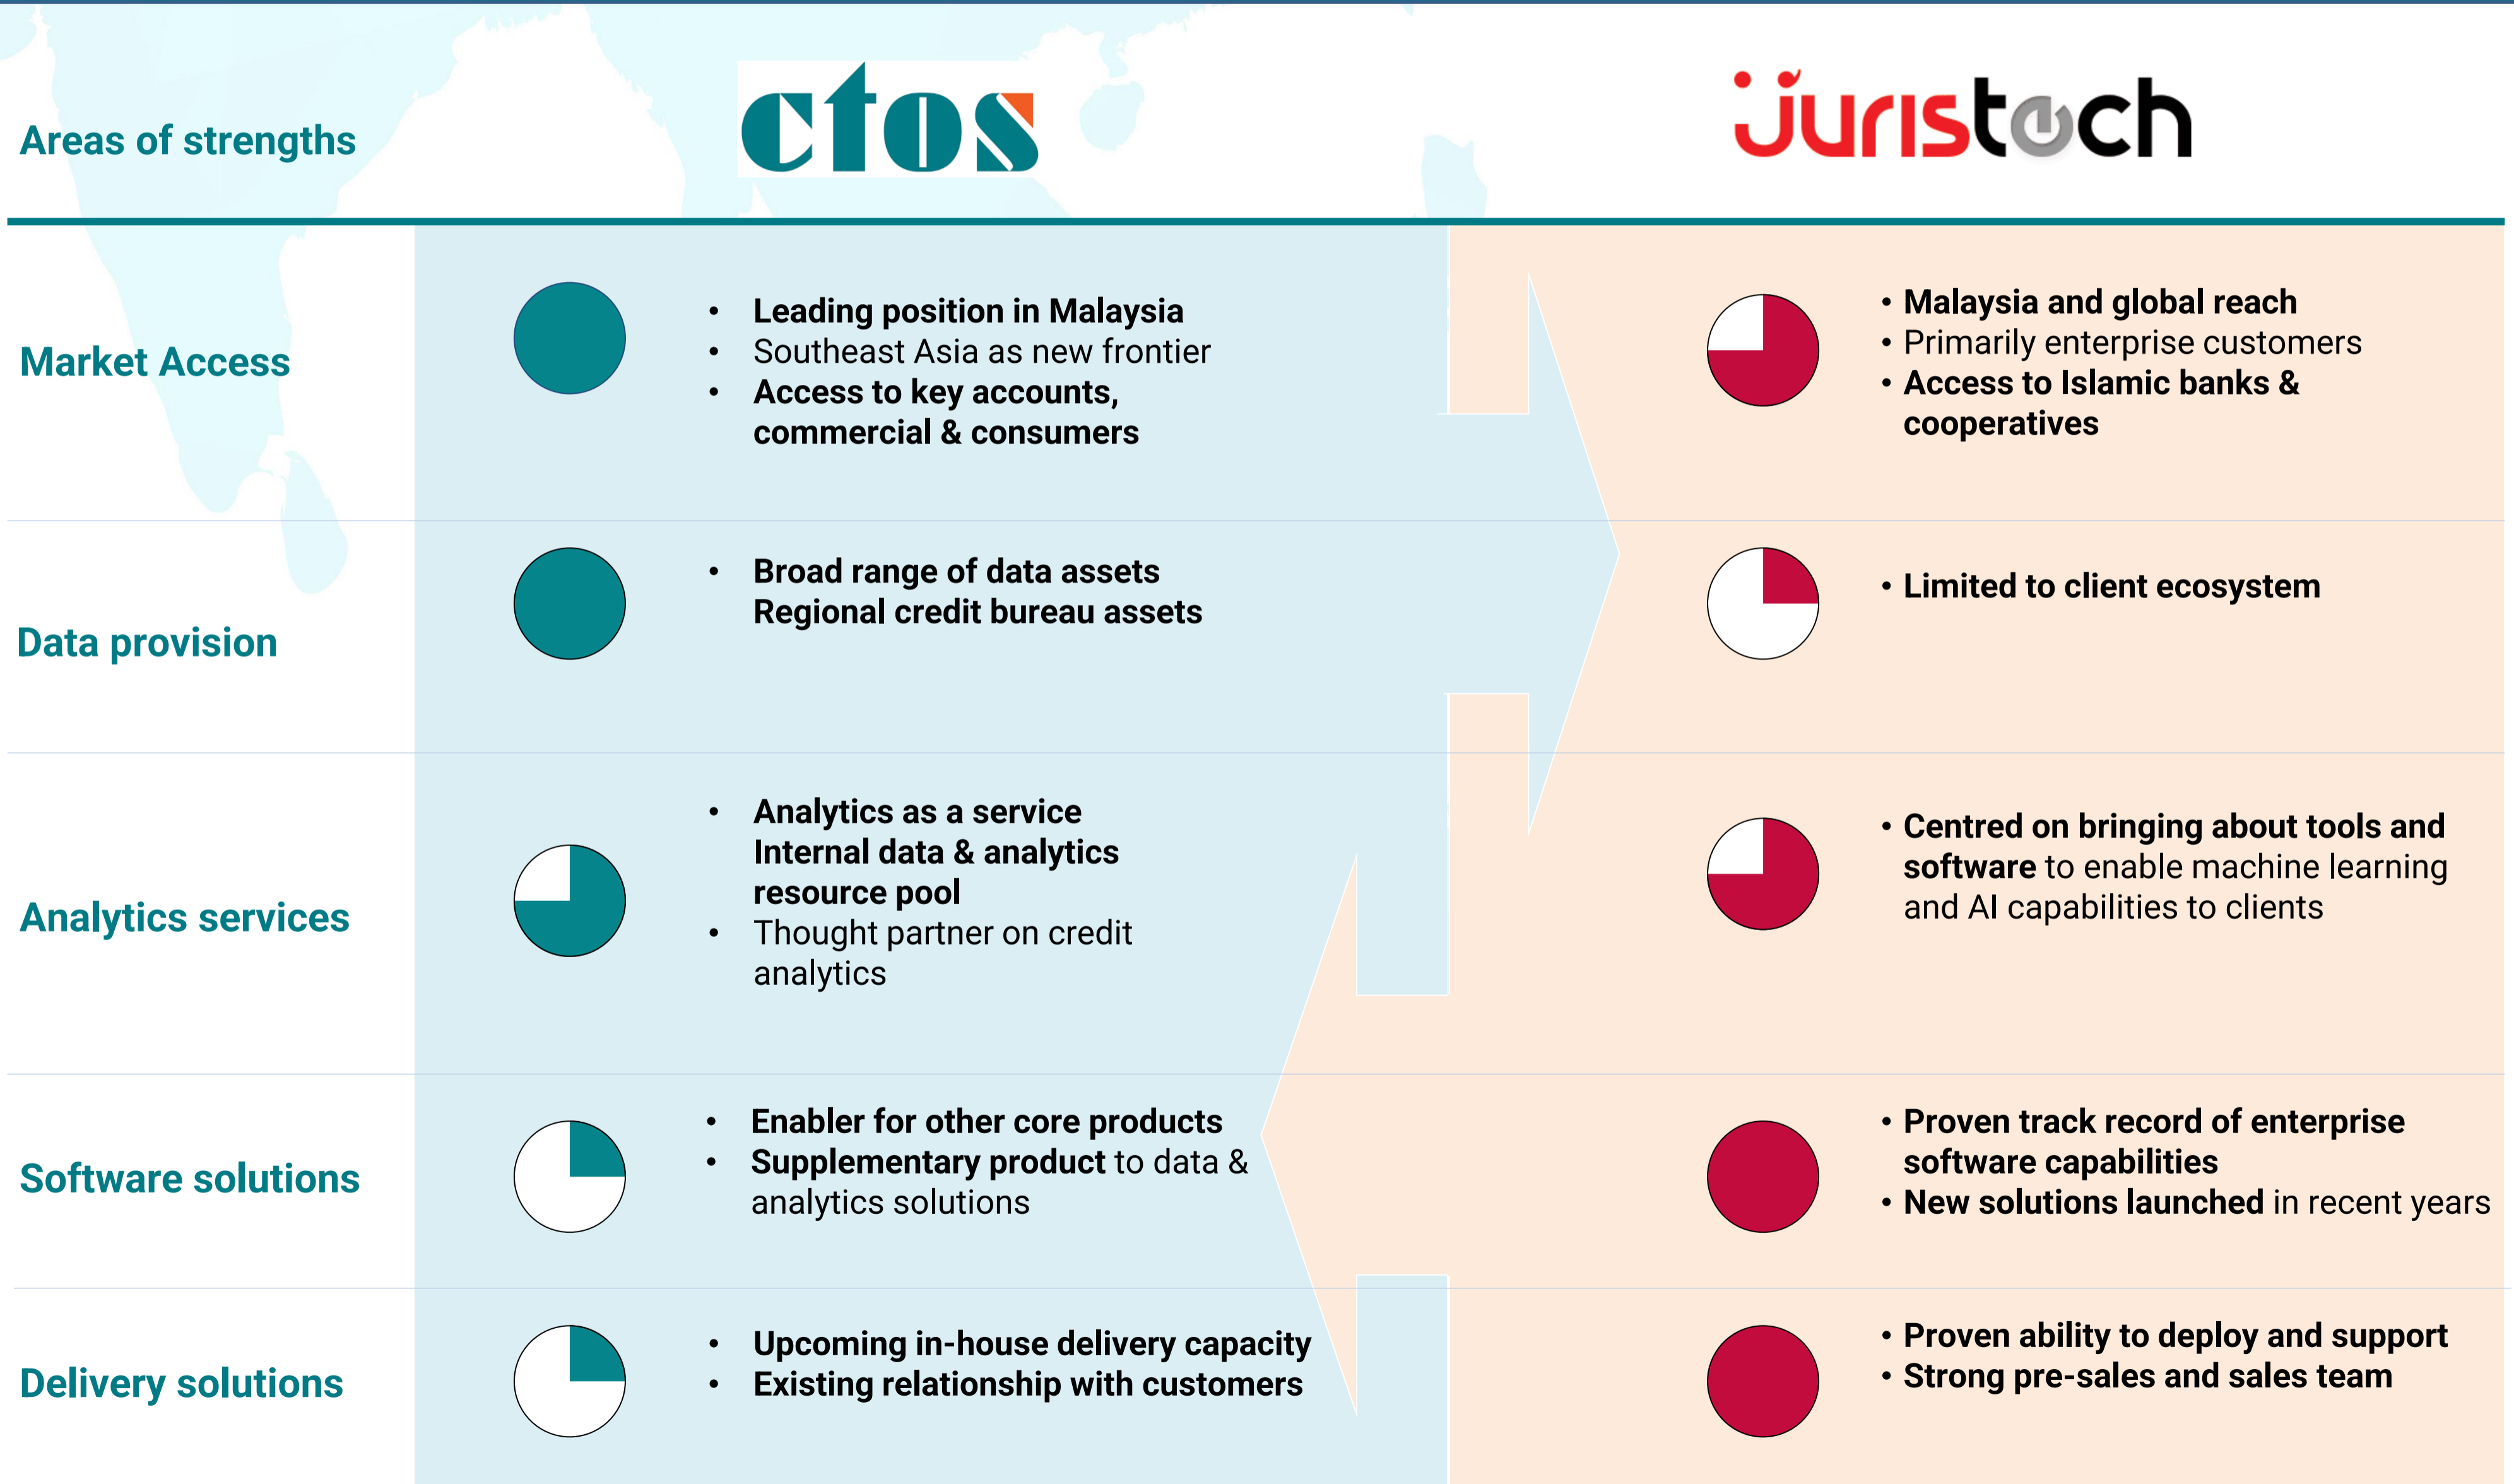 Areas of strengths
ctos
juristech
Market Access
• Leading position in Malaysia
• Southeast Asia as new frontier
• Access to key accounts,
commercial & consumers
• Malaysia and global reach
• Primarily enterprise customers
• Access to Islamic banks &
cooperatives
Data provision
• Broad range of data assets
Regional credit bureau assets
• Limited to client ecosystem
Analytics services
• Analytics as a service
Internal data & analytics
resource pool
• Thought partner on credit
analytics
• Centred on bringing about tools and
software to enable machine learning
and AI capabilities to clients
Software solutions
• Enabler for other core products
• Supplementary product to data &
analytics solutions
• Proven track record of enterprise
software capabilities
• New solutions launched in recent years
Delivery solutions
• Upcoming in-house delivery capacity
• Existing relationship with customers
• Proven ability to deploy and support
• Strong pre-sales and sales team